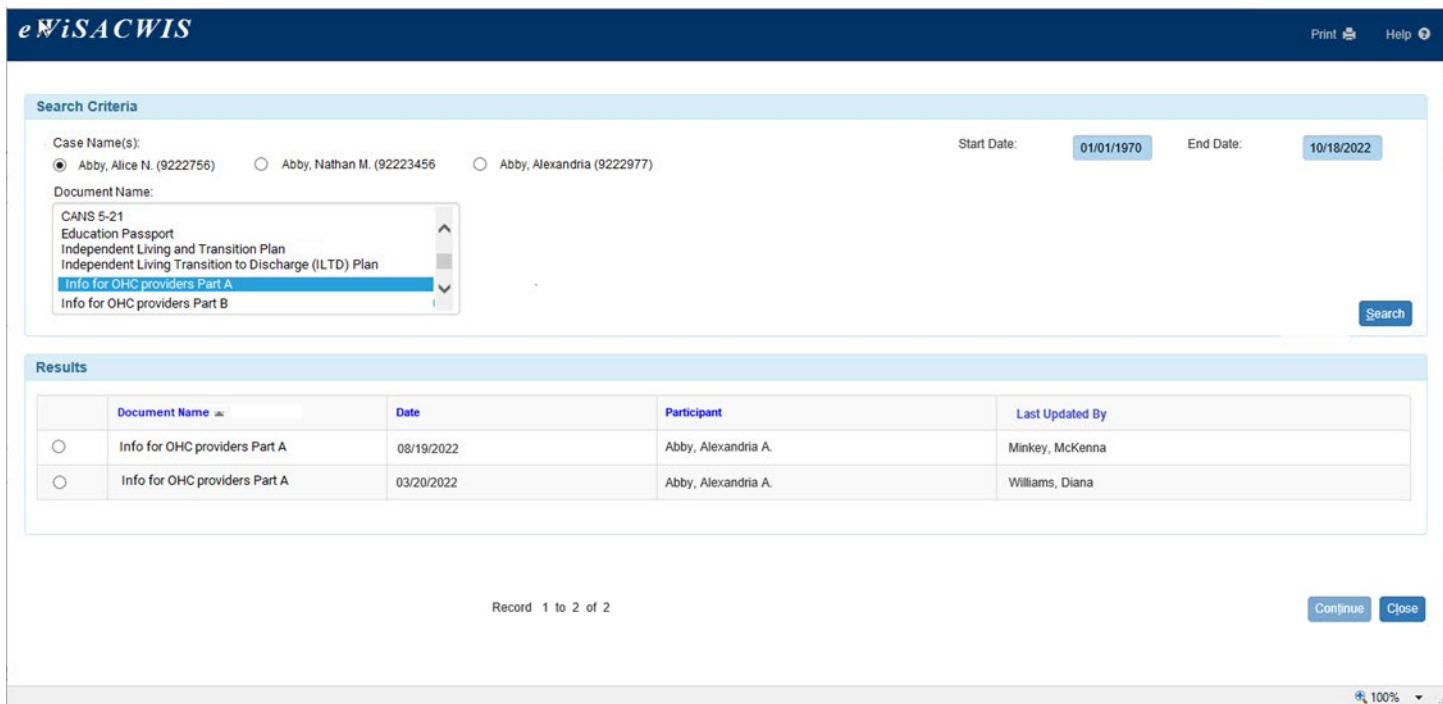 eWiSACWIS
Print Help
Search Criteria
Case Name(s):
Start Date: 01/01/1970 End Date: 10/18/2022
Abby, Alice N. (9222756) Abby, Nathan M. (92223456 Abby, Alexandria (9222977)
Document Name:
CANS 5-21
Education Passport
Independent Living and Transition Plan
Independent Living Transition to Discharge (ILTD) Plan
Info for OHC providers Part A
Info for OHC providers Part B
Search
Results
Document Name Date Participant Last Updated By
Info for OHC providers Part A 08/19/2022 Abby, Alexandria A. Minkey, McKenna
Info for OHC providers Part A 03/20/2022 Abby, Alexandria A. Williams, Diana
Record 1 to 2 of 2
Continue Close
100%